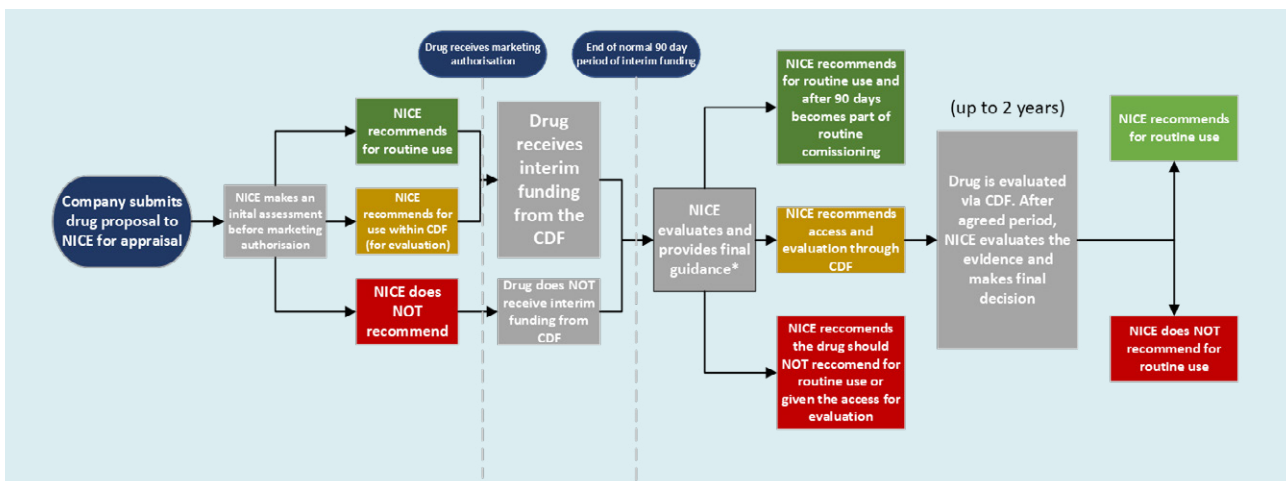 Drug receives marketing
authorisation
End of normal 90 day
period of interim funding
Company submits
drug proposal to
NICE for appraisal
NICE makes an
inital assessment
before marketing
authorisaion
NICE
recommends
for routine use
NICE
recommends for
use within CDF
(for evaluation)
NICE does
NOT
recommend
Drug
receives
interim
funding
from the
CDF
Drug does NOT
receive interim
funding from
CDF
NICE
evaluates and
provides final
guidance*
NICE recommends
for routine use and
after 90 days
becomes part of
routine
comissioning
NICE recommends
access and
evaluation through
CDF
NICE reccomends
the drug should
NOT reccomend for
routine use or
given the access for
evaluation
(up to 2 years)
Drug is evaluated
via CDF. After
agreed period,
NICE evaluates the
evidence and
makes final
decision
NICE recommends
for routine use
NICE does NOT
recommend for
routine use